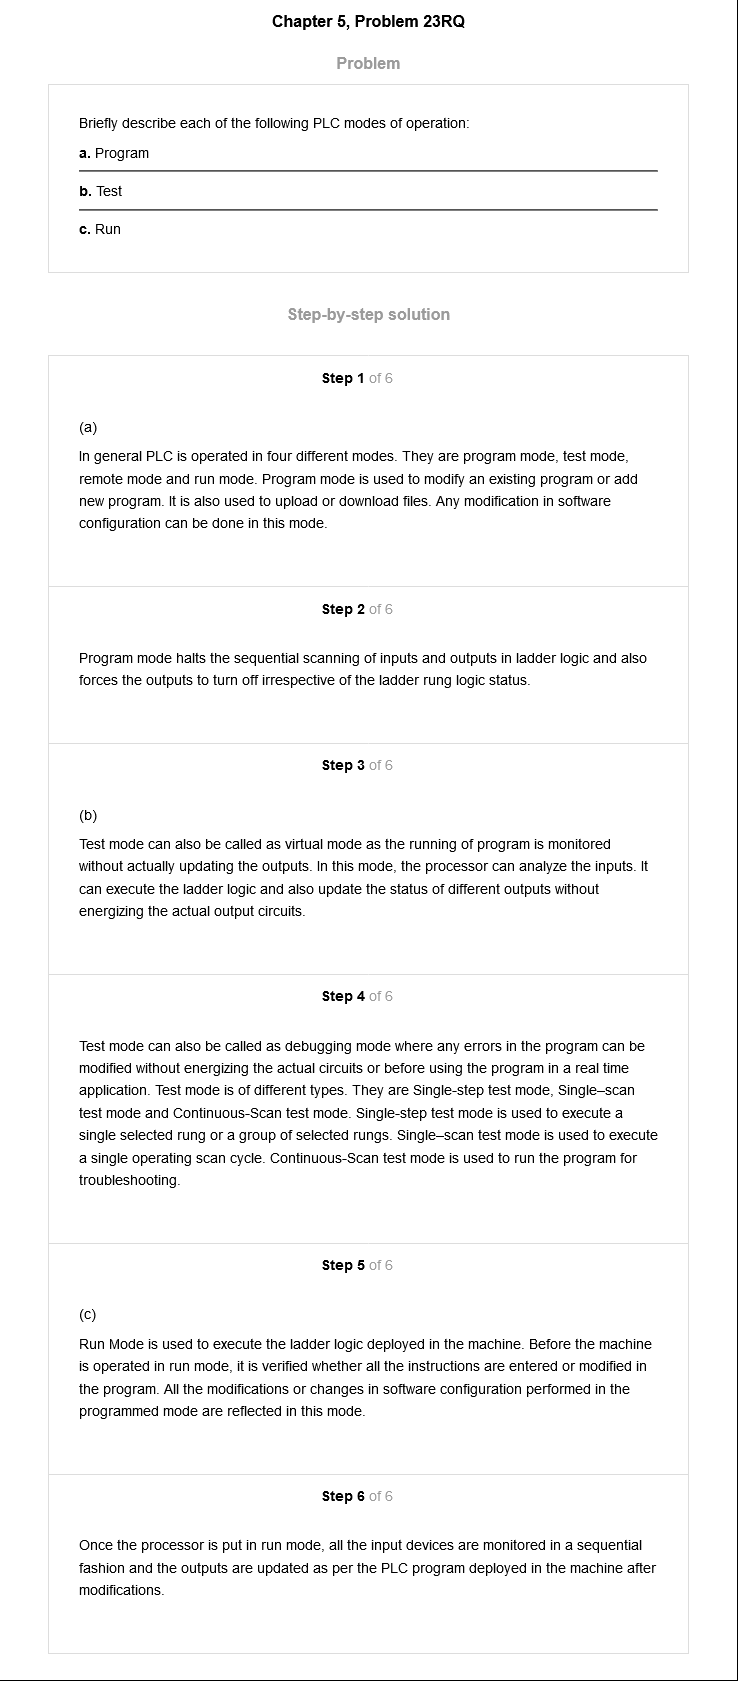 Chapter 5, Problem 23RQ
Problem
Briefly describe each of the following PLC modes of operation:
a. Program
b. Test
c. Run
Step-by-step solution
Step 1 of 6
(a)
In general PLC is operated in four different modes. They are program mode, test mode,
remote mode and run mode. Program mode is used to modify an existing program or add
new program. It is also used to upload or download files. Any modification in software
configuration can be done in this mode.
Step 2 of 6
Program mode halts the sequential scanning of inputs and outputs in ladder logic and also
forces the outputs to turn off irrespective of the ladder rung logic status.
Step 3 of 6
(b)
Test mode can also be called as virtual mode as the running of program is monitored
without actually updating the outputs. In this mode, the processor can analyze the inputs. It
can execute the ladder logic and also update the status of different outputs without
energizing the actual output circuits.
Step 4 of 6
Test mode can also be called as debugging mode where any errors in the program can be
modified without energizing the actual circuits or before using the program in a real time
application. Test mode is of different types. They are Single-step test mode, Single–scan
test mode and Continuous-Scan test mode. Single-step test mode is used to execute a
single selected rung or a group of selected rungs. Single–scan test mode is used to execute
a single operating scan cycle. Continuous-Scan test mode is used to run the program for
troubleshooting.
Step 5 of 6
(c)
Run Mode is used to execute the ladder logic deployed in the machine. Before the machine
is operated in run mode, it is verified whether all the instructions are entered or modified in
the program. All the modifications or changes in software configuration performed in the
programmed mode are reflected in this mode.
Step 6 of 6
Once the processor is put in run mode, all the input devices are monitored in a sequential
fashion and the outputs are updated as per the PLC program deployed in the machine after
modifications.